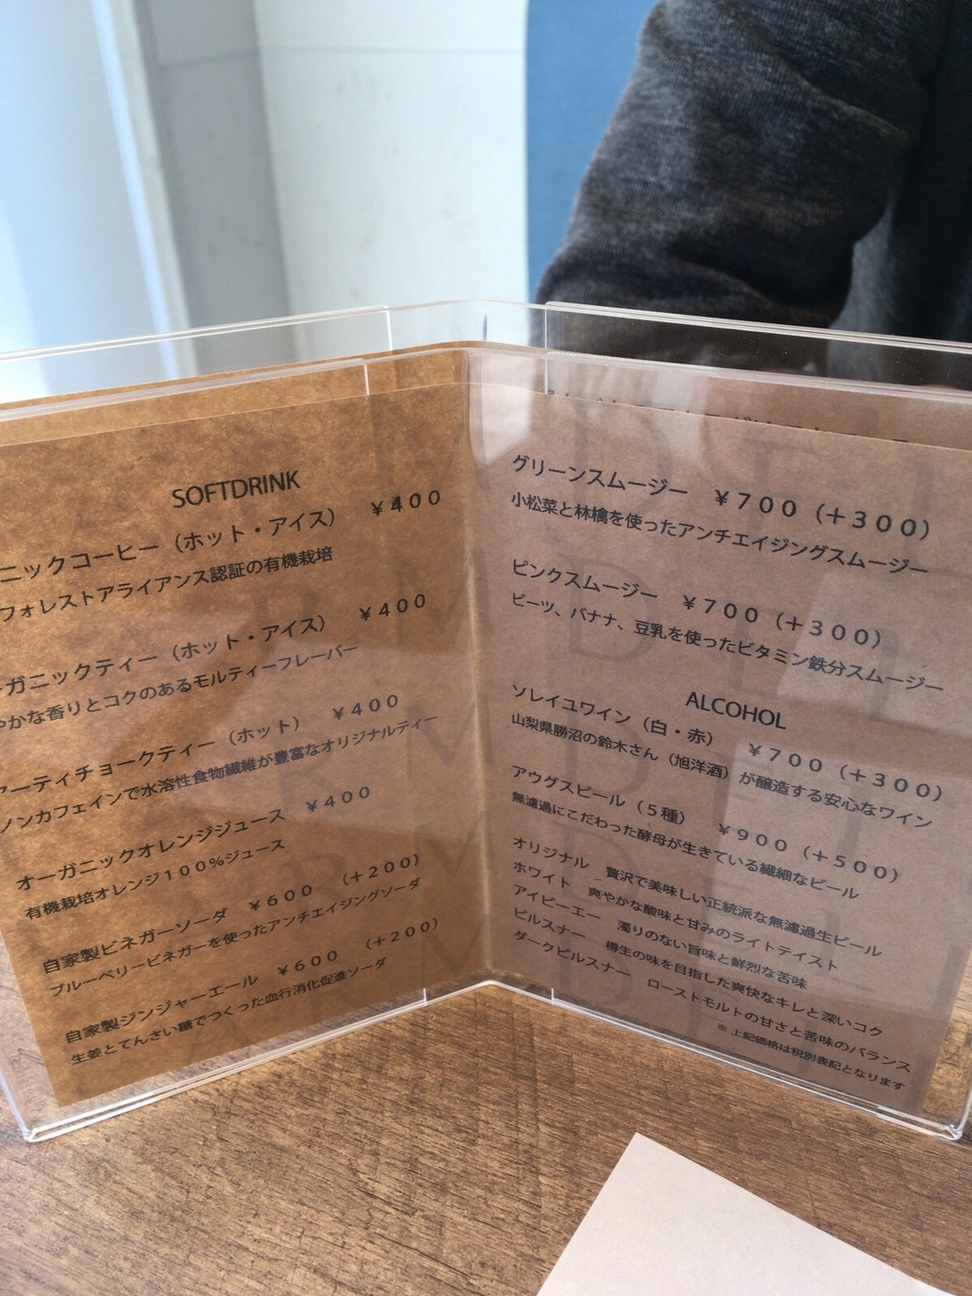 SOFTDRINK
ニックコーヒー（ホット・アイス） ￥４００
フォレストアライアンス認証の有機栽培
ーガニックティー（ホット・アイス） ￥４００
やかな香りとコクのあるモルティーフレーバー
アーティチョークティー（ホット） ￥４００
ノンカフェインで水溶性食物繊維が豊富なオリジナルティー
オーガニックオレンジジュース ￥４００
有機栽培オレンジ１００％ジュース
自家製ビネガーソーダ ￥６００ （＋２００）
ブルーベリービネガーを使ったアンチエイジングソーダ
自家製ジンジャーエール ￥６００ （＋２００）
生姜とてんさい糖でつくった血行消化促進ソーダ
グリーンスムージー ￥７００（＋３００）
小松菜と林檎を使ったアンチエイジングスムージー
ピンクスムージー ￥７００（＋３００）
ビーツ、バナナ、豆乳を使ったビタミン鉄分スムージー
ALCOHOL
ソレイユワイン（白・赤） ￥７００（＋３００）
山梨県勝沼の鈴木さん（旭洋酒）が醸造する安心なワイン
アウグスビール（５種） ￥９００（＋５００）
無濾過にこだわった酵母が生きている繊細なビール
オリジナル 贅沢で美味しい正統派な無濾過生ビール
ホワイト 爽やかな酸味と甘みのライトテイスト
アイピーエー 濁りのない旨味と鮮烈な苦味
ピルスナー 樽生の味を目指した爽快なキレと深いコク
ダークピルスナー ローストモルトの甘さと苦味のバランス
※上記価格は税別表記となります